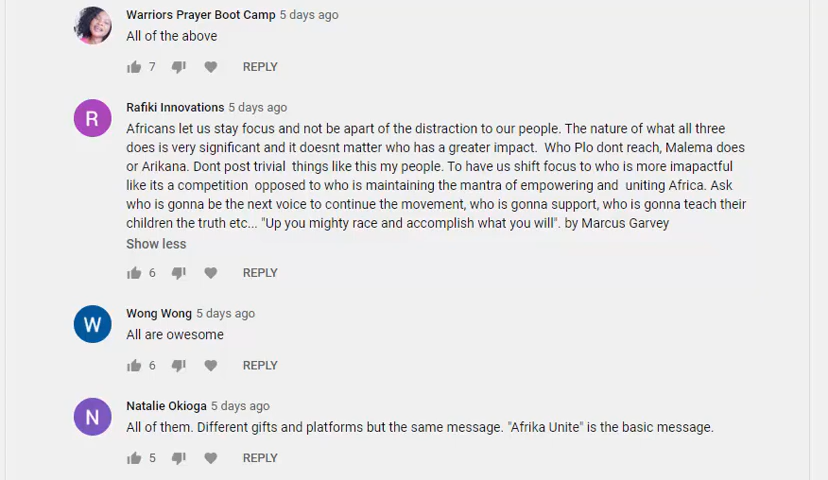 Warriors Prayer Boot Camp 5 days ago
All of the above
7 REPLY
R
Rafiki Innovations 5 days ago
Africans let us stay focus and not be apart of the distraction to our people. The nature of what all three
does is very significant and it doesnt matter who has a greater impact.  Who Plo dont reach, Malema does
or Arikana. Dont post trivial  things like this my people. To have us shift focus to who is more imapactful
like its a competition  opposed to who is maintaining the mantra of empowering and  uniting Africa. Ask
who is gonna be the next voice to continue the movement, who is gonna support, who is gonna teach their
children the truth etc... "Up you mighty race and accomplish what you will". by Marcus Garvey
Show less
6 REPLY
W
Wong Wong 5 days ago
All are owesome
6 REPLY
N
Natalie Okioga 5 days ago
All of them. Different gifts and platforms but the same message. "Afrika Unite" is the basic message.
5 REPLY